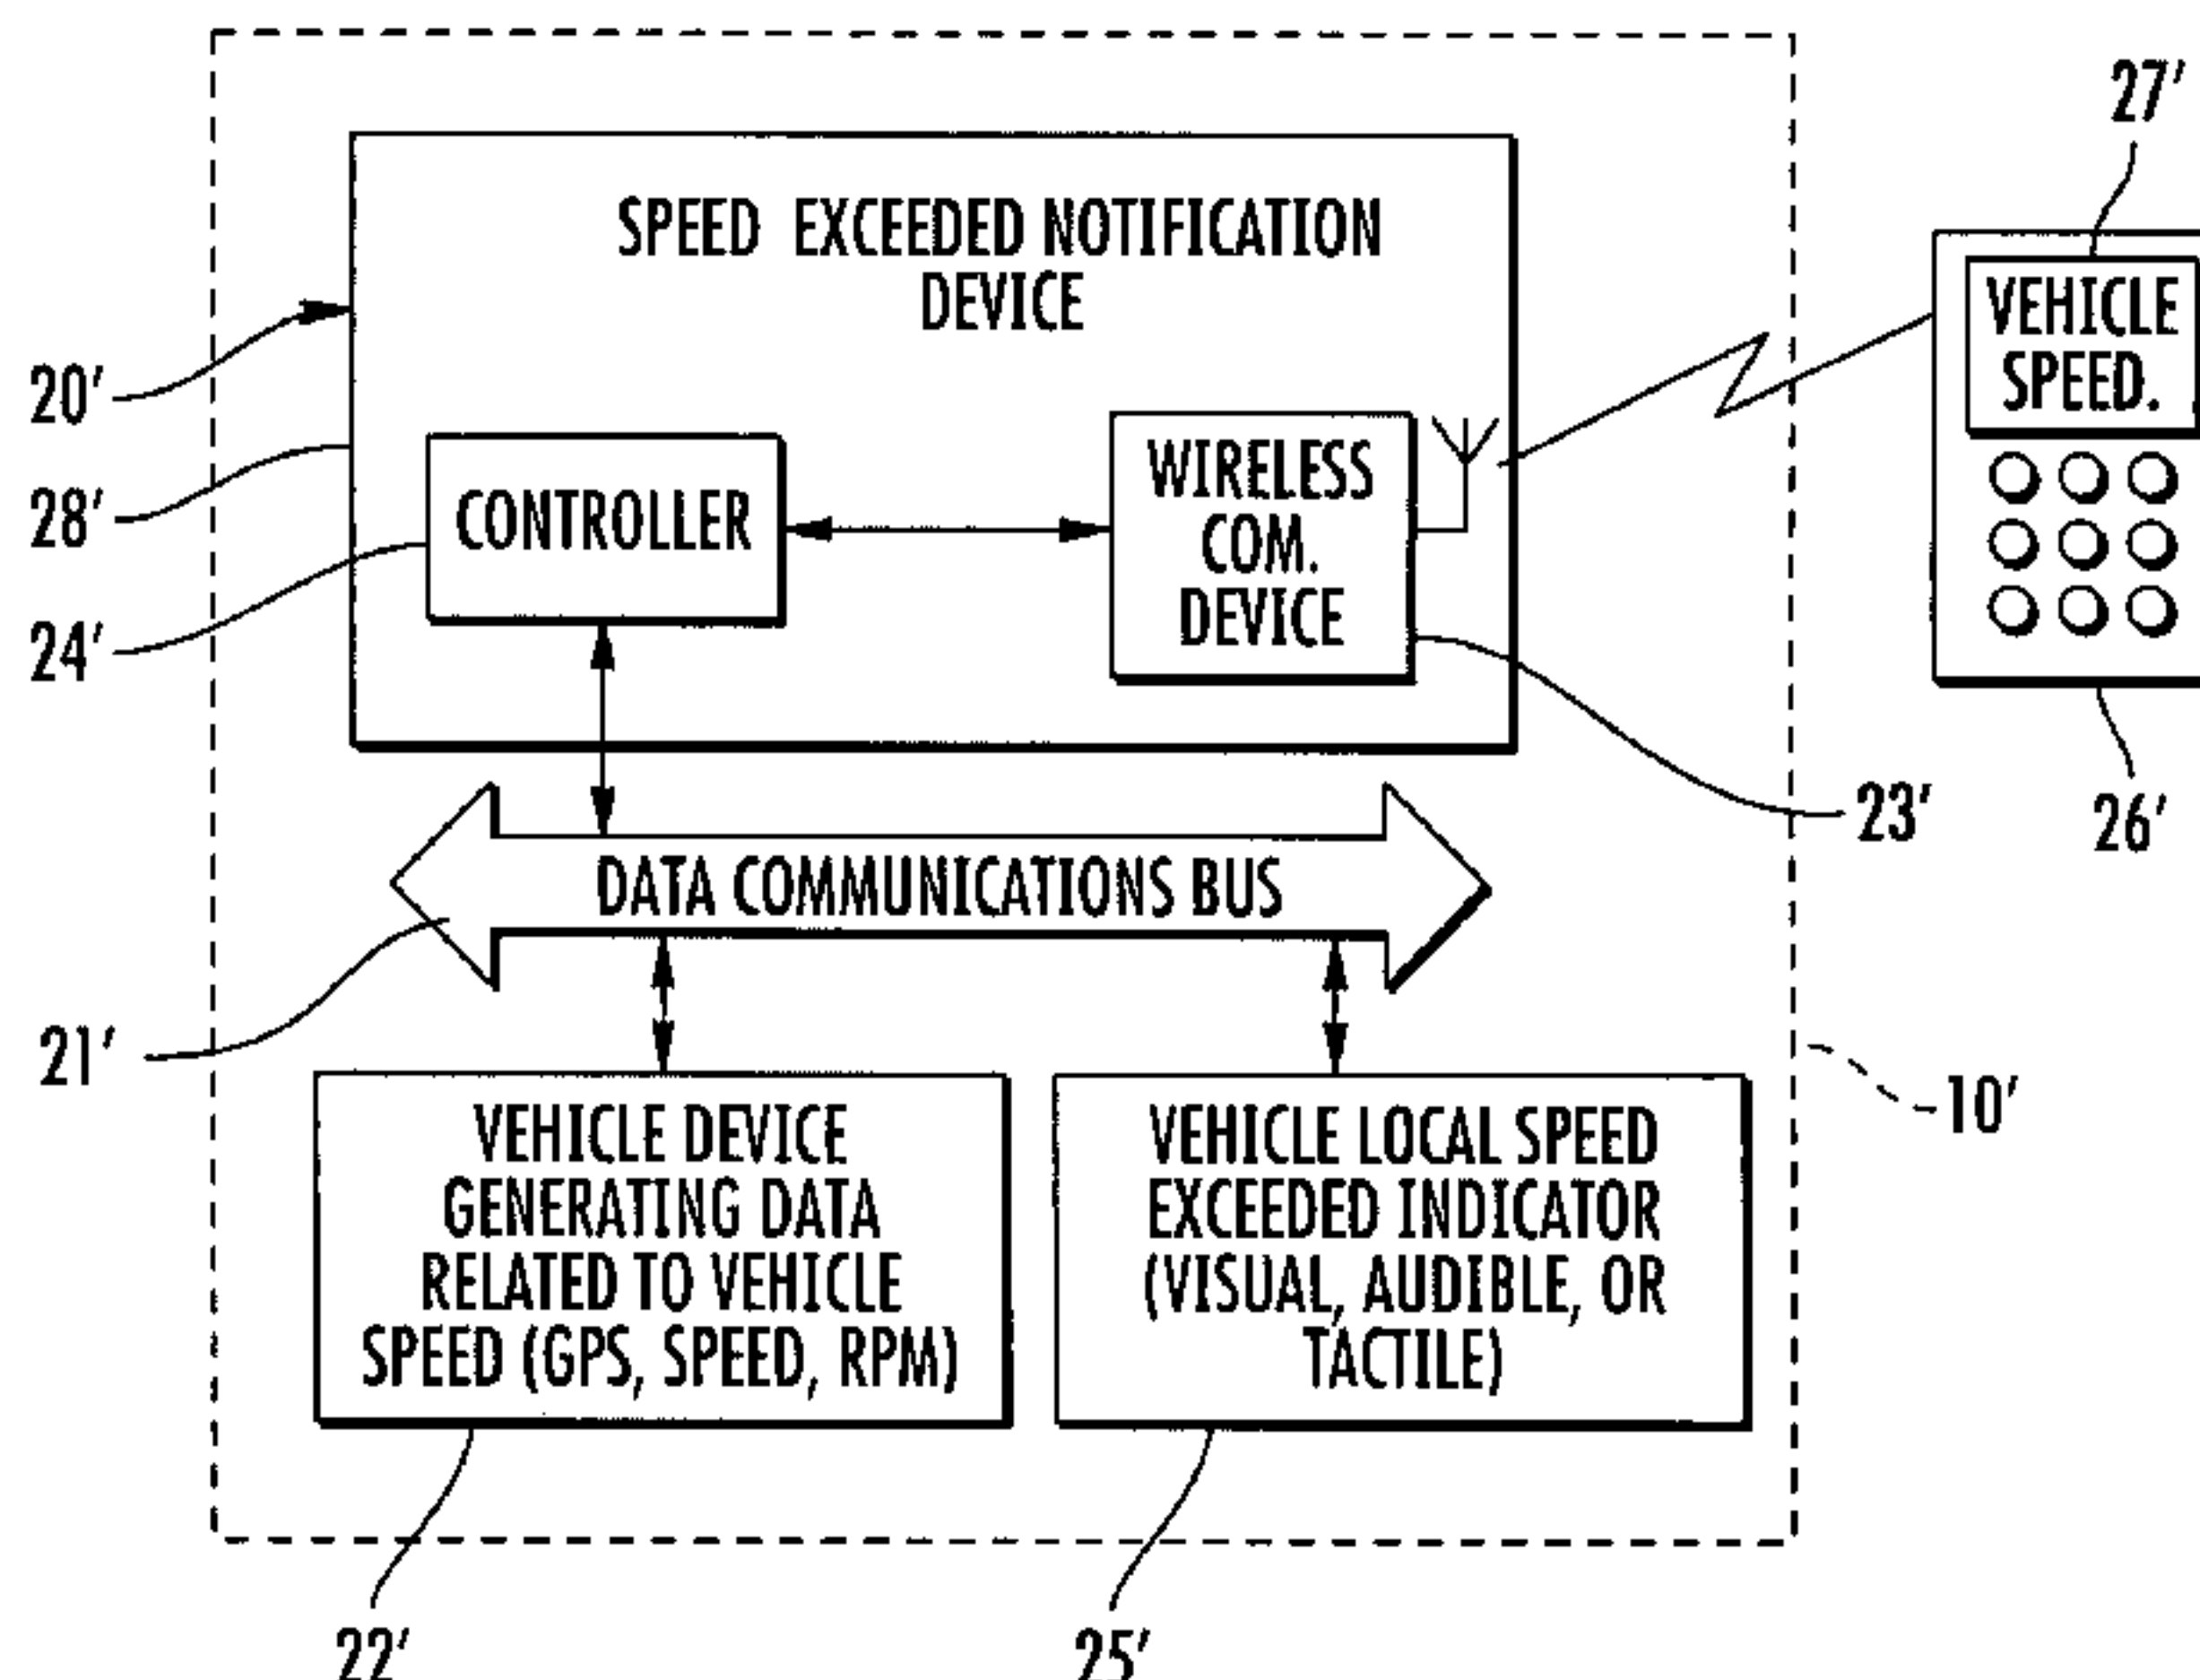 27'
SPEED EXCEEDED NOTIFICATION
DEVICE
VEHICLE
SPEED.
20'
28'
CONTROLLER
WIRELESS
COM.
DEVICE
24'
23'
26'
DATA COMMUNICATIONS BUS
21'
10'
VEHICLE DEVICE
GENERATING DATA
RELATED TO VEHICLE
SPEED (GPS, SPEED, RPM)
VEHICLE LOCAL SPEED
EXCEEDED INDICATOR
(VISUAL, AUDIBLE, OR
TACTILE)
22'
25'